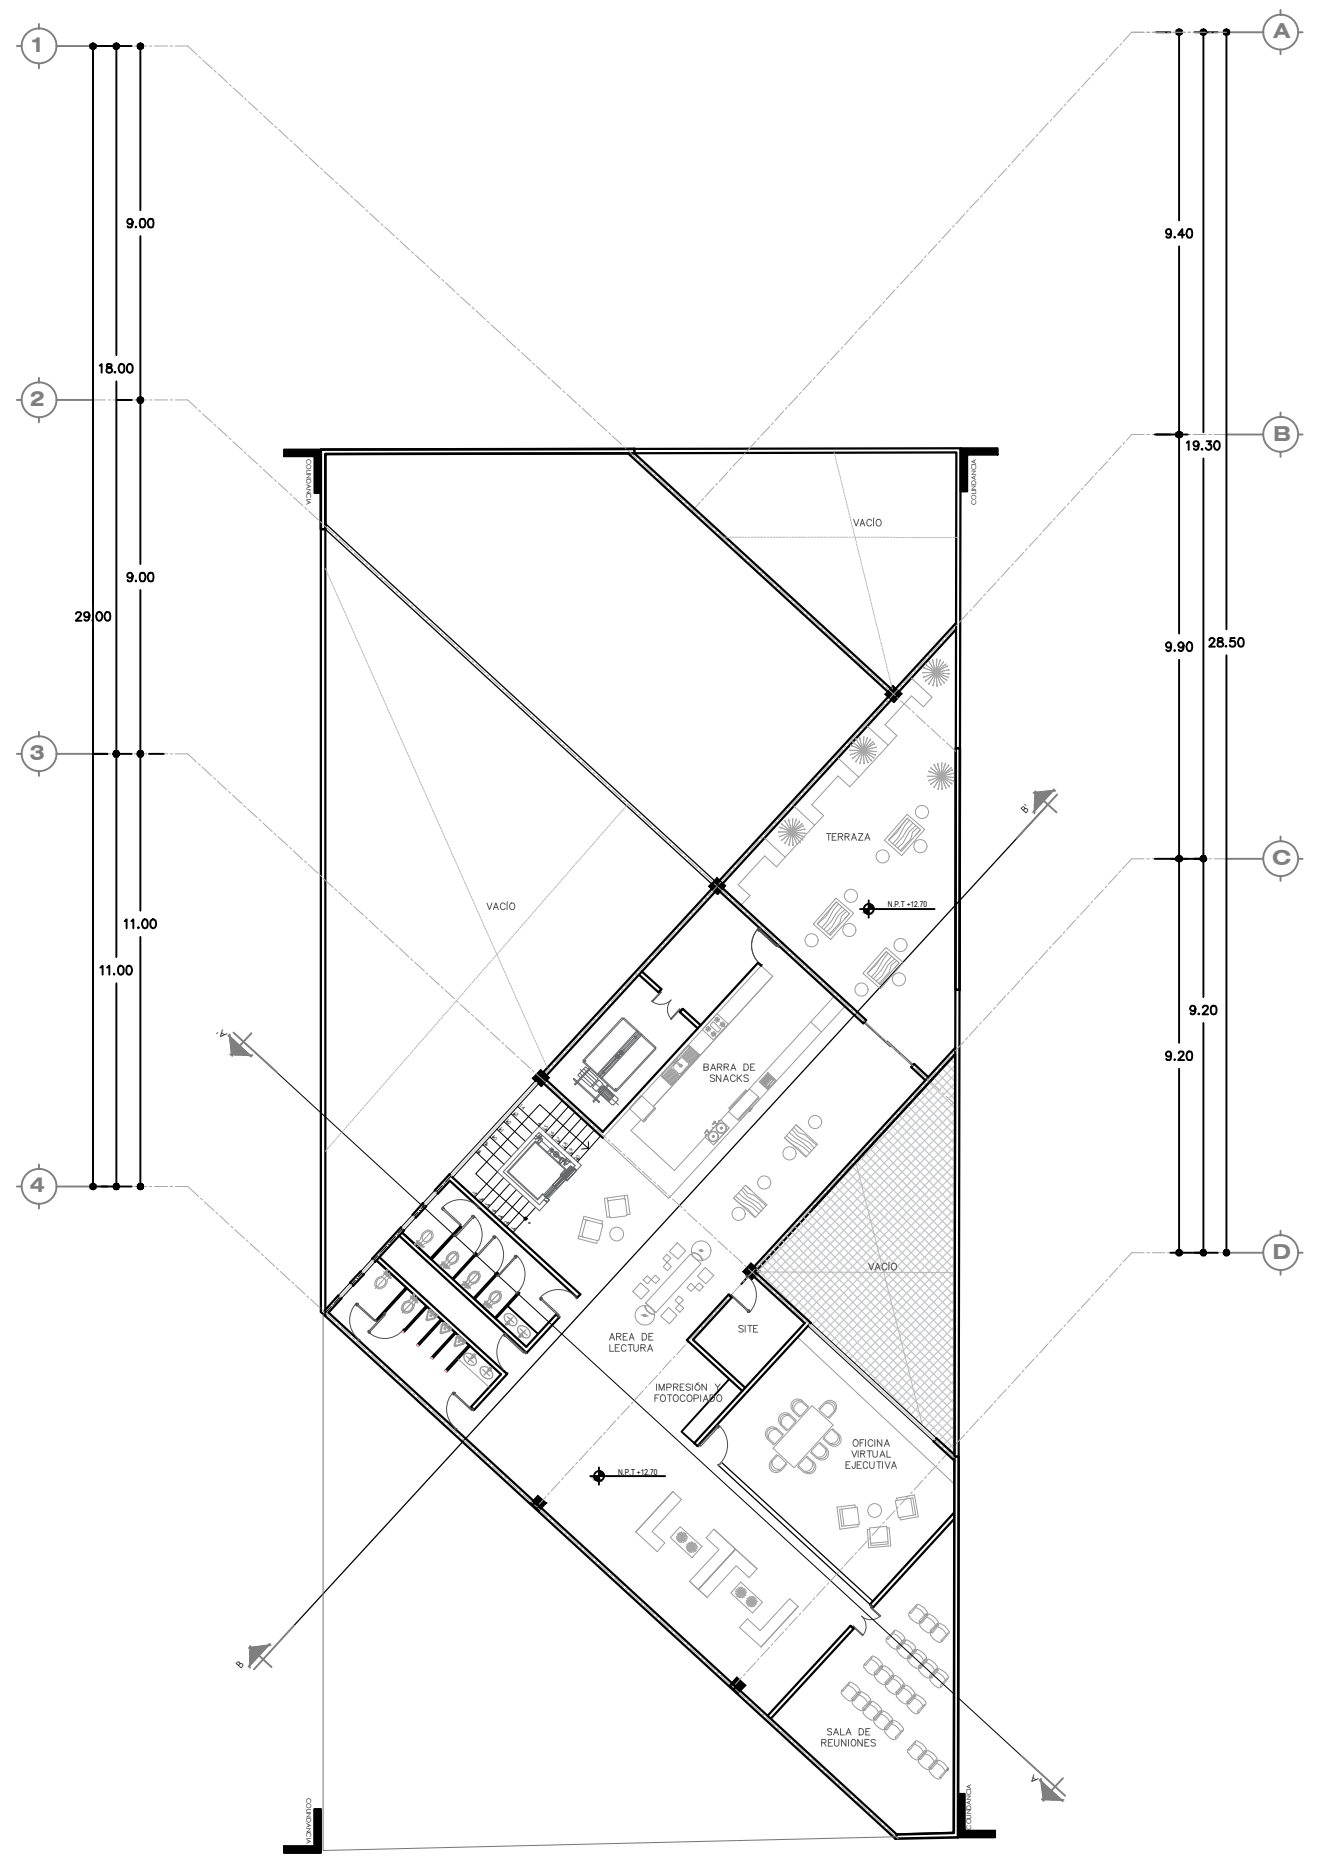 1
A
9.00
9.40
18.00
2
B
19.30
COLINDANCIA
COLINDANCIA
VACÍO
9.00
29.00
9.90
28.50
3
TERRAZA
B'
C
N.P.T +12.70
VACÍO
11.00
11.00
9.20
9.20
A'
BARRA DE
SNACKS
4
D
VACÍO
SITE
AREA DE
LECTURA
IMPRESIÓN Y
FOTOCOPIADO
OFICINA
VIRTUAL
EJECUTIVA
N.P.T +12.70
B
SALA DE
REUNIONES
COLINDANCIA
COLINDANCIA